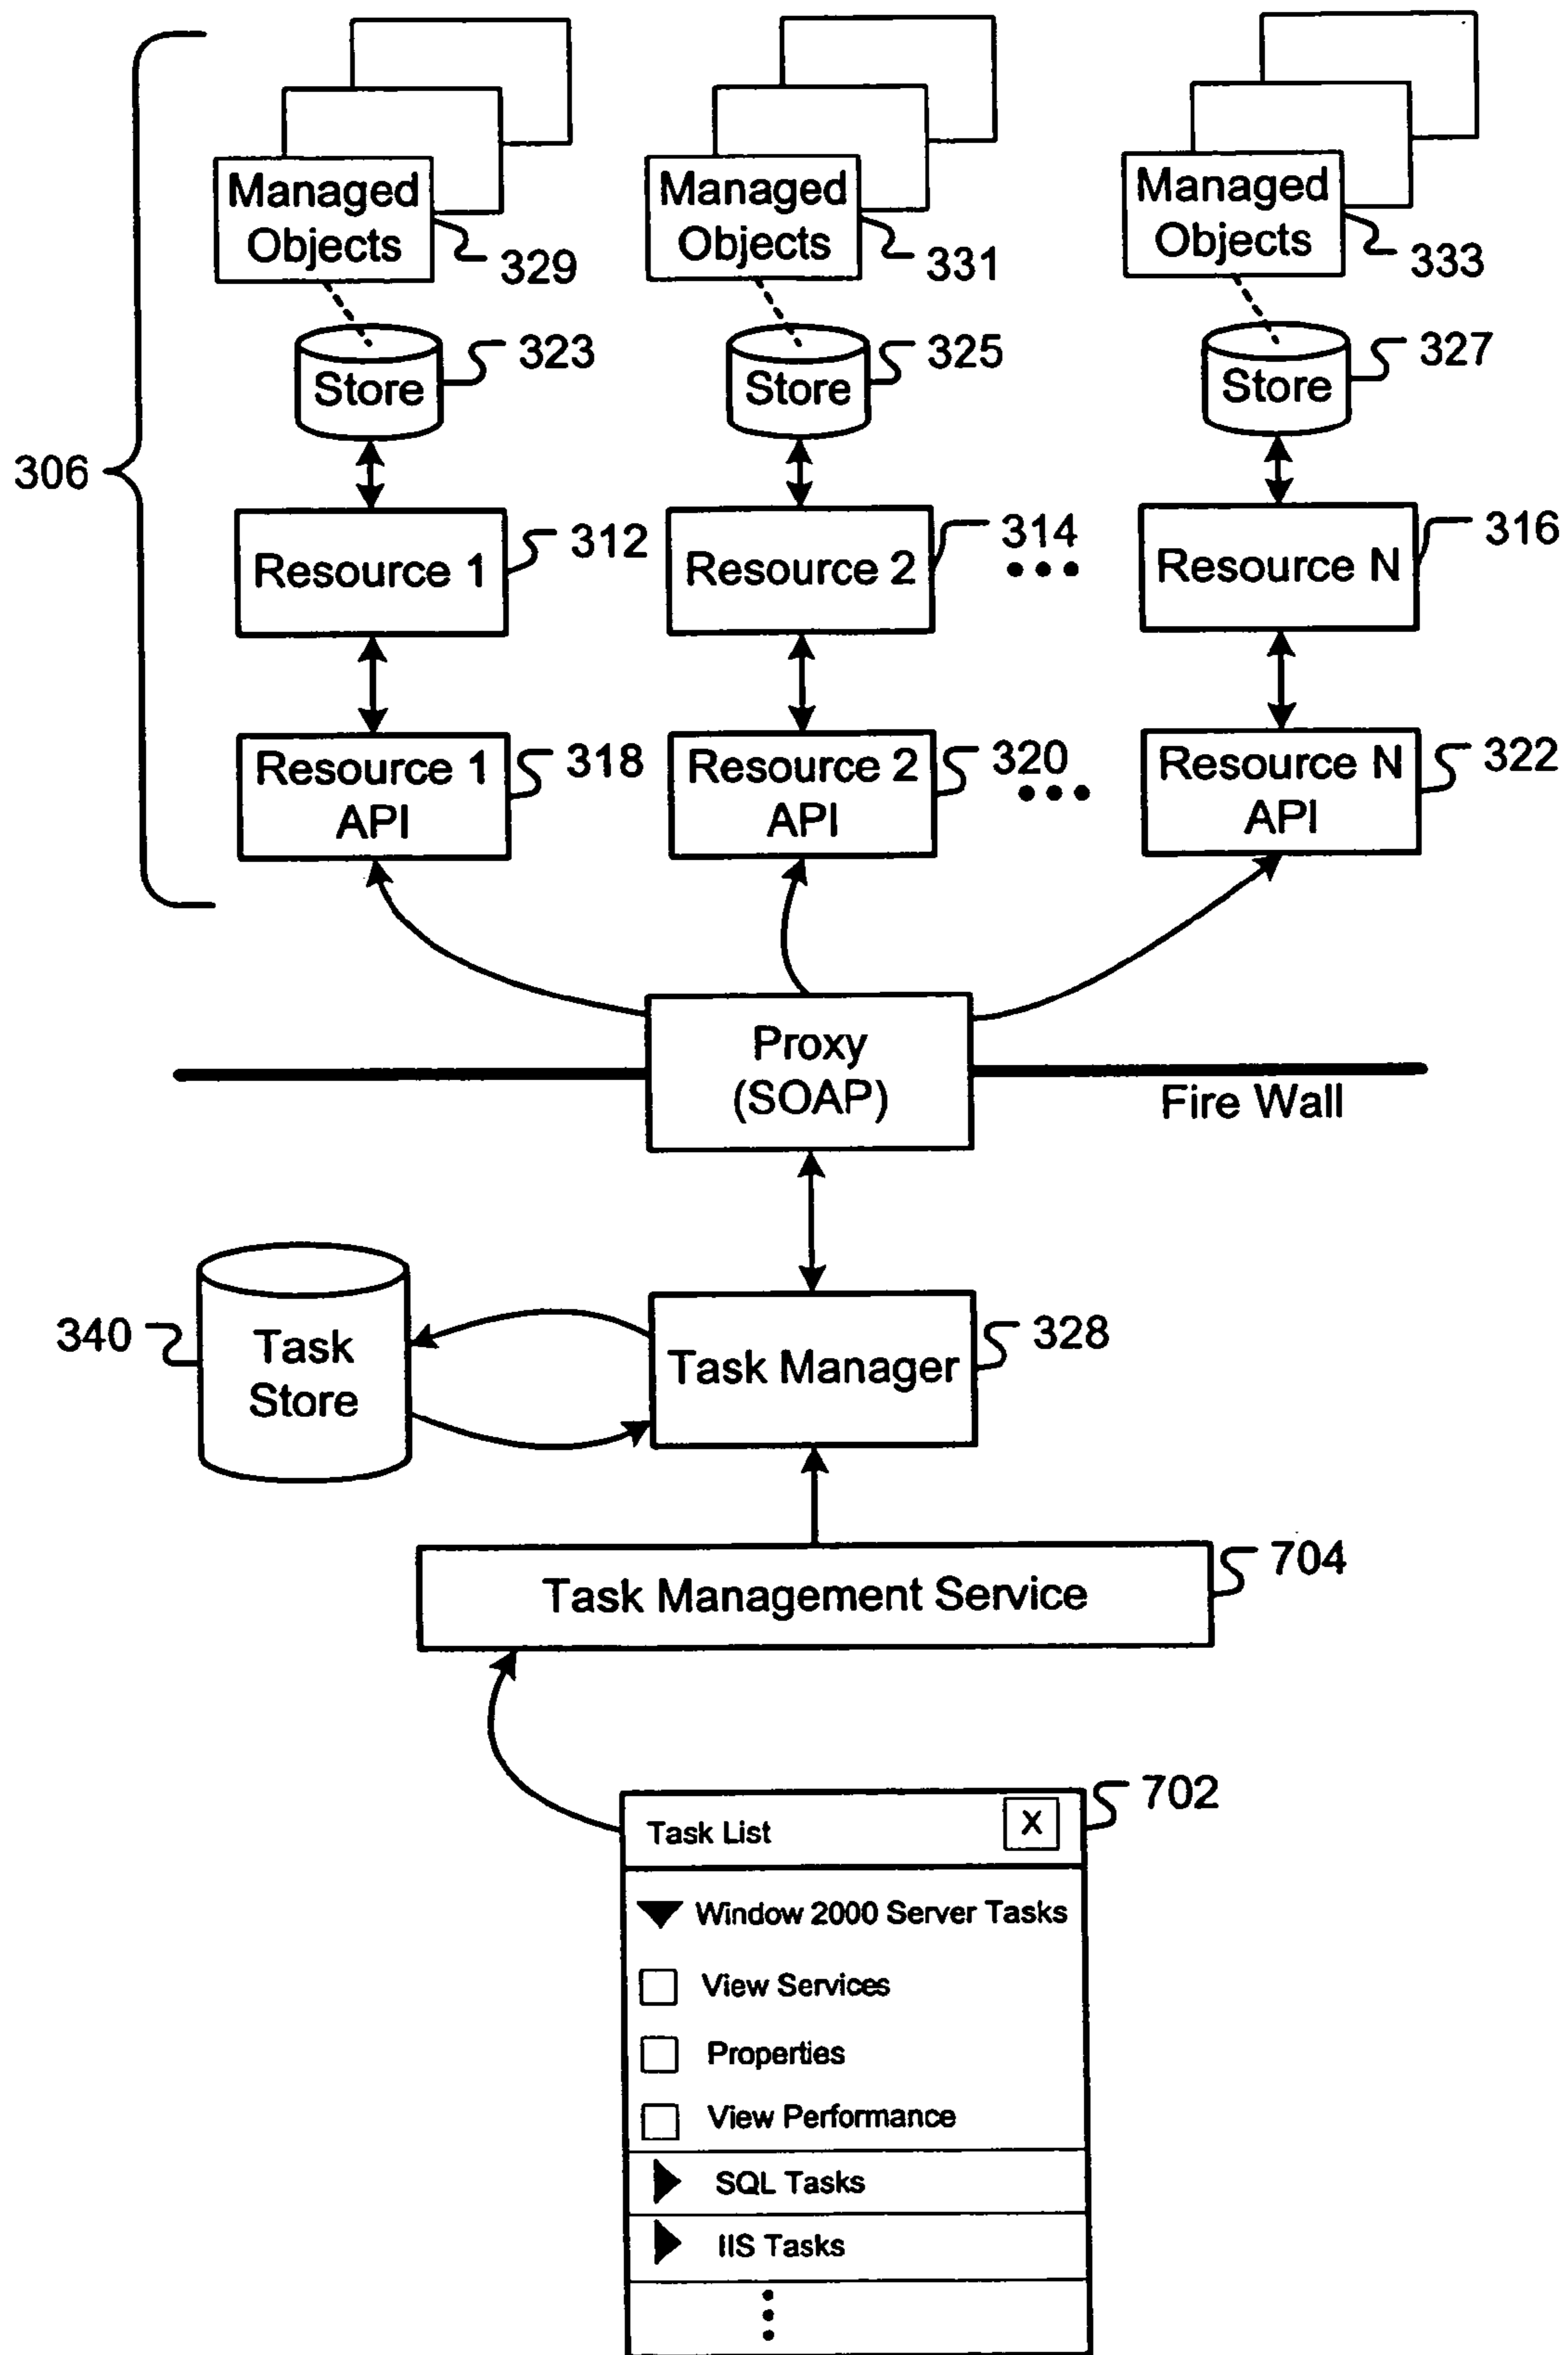 Managed
Objects
329
Managed
Objects
331
Managed
Objects
333
Store
323
Store
325
Store
327
306
Resource 1
312
Resource 2
314
Resource N
316
Resource 1
API
318
Resource 2
API
320
Resource N
API
322
Proxy
(SOAP)
Fire Wall
340
Task
Store
Task Manager
328
Task Management Service
704
Task List
X
702
Window 2000 Server Tasks
View Services
Properties
View Performance
SQL Tasks
IIS Tasks